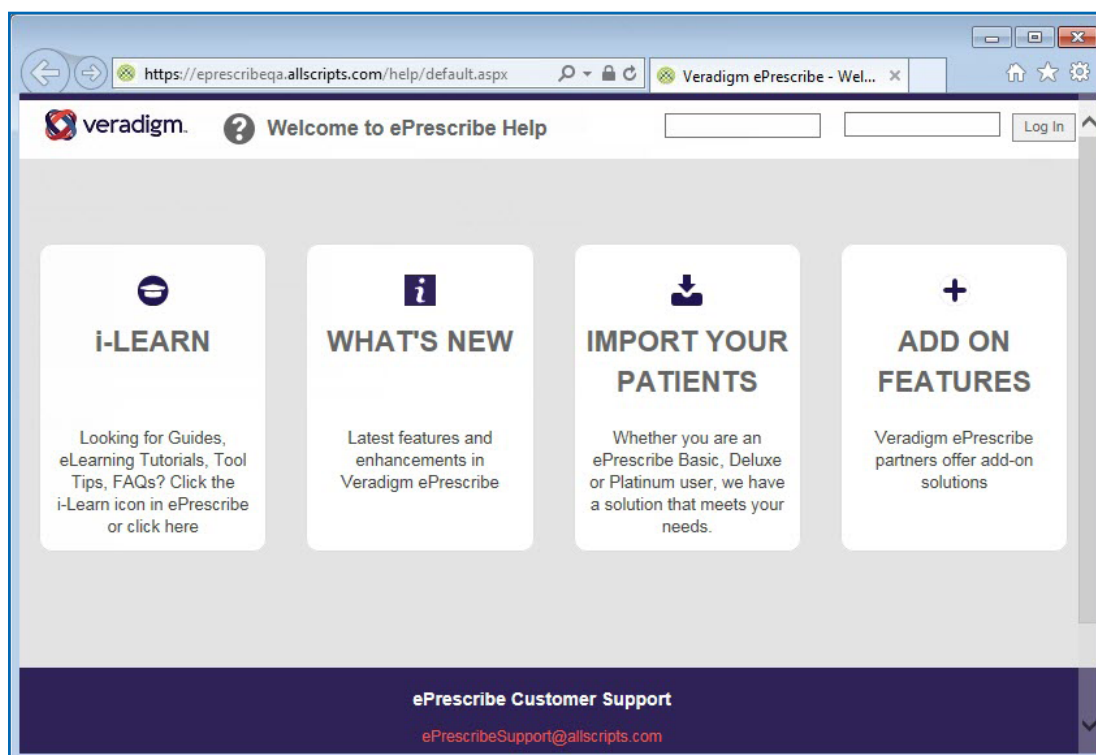 https://eprescribeqa.allscripts.com/help/default.aspx
Veradigm ePrescribe - Wel...
veradigm.
? Welcome to ePrescribe Help
Log In
i-LEARN
Looking for Guides,
eLearning Tutorials, Tool
Tips, FAQs? Click the
i-Learn icon in ePrescribe
or click here
i
WHAT'S NEW
Latest features and
enhancements in
Veradigm ePrescribe
IMPORT YOUR
PATIENTS
Whether you are an
ePrescribe Basic, Deluxe
or Platinum user, we have
a solution that meets your
needs.
ADD ON
FEATURES
Veradigm ePrescribe
partners offer add-on
solutions
ePrescribe Customer Support
ePrescribeSupport@allscripts.com